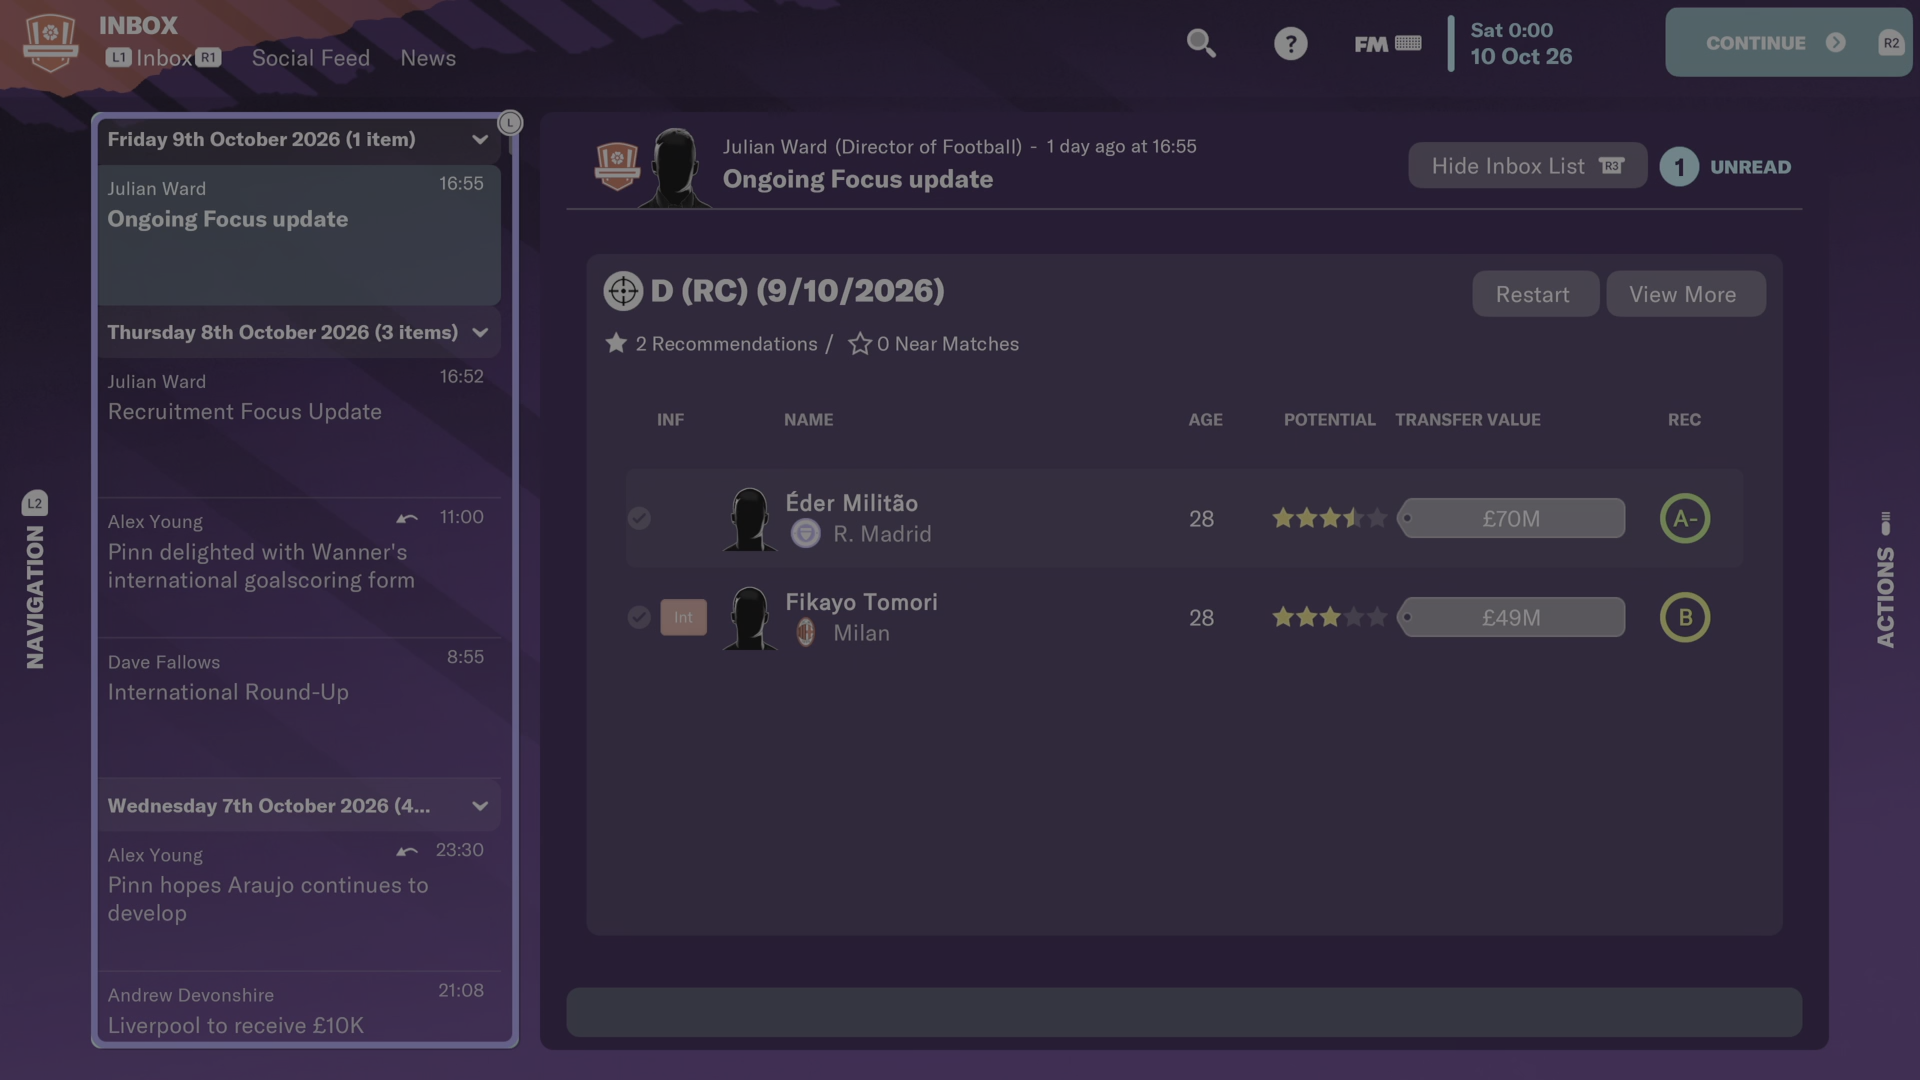 INBOX
L1 Inbox R1 Social Feed News
? FM
Sat 0:00
10 Oct 26
CONTINUE R2
L
Friday 9th October 2026 (1 item)
Julian Ward 16:55
Ongoing Focus update
Thursday 8th October 2026 (3 items)
Julian Ward 16:52
Recruitment Focus Update
Alex Young 11:00
Pinn delighted with Wanner's
international goalscoring form
Dave Fallows 8:55
International Round-Up
Wednesday 7th October 2026 (4...
Alex Young 23:30
Pinn hopes Araujo continues to
develop
Andrew Devonshire 21:08
Liverpool to receive £10K
L2
NAVIGATION
Julian Ward (Director of Football) - 1 day ago at 16:55
Ongoing Focus update
Hide Inbox List R3
1 UNREAD
D (RC) (9/10/2026)
Restart View More
2 Recommendations / 0 Near Matches
INF NAME AGE POTENTIAL TRANSFER VALUE REC
Éder Militão
R. Madrid
28 £70M A-
Int
Fikayo Tomori
Milan
28 £49M B
ACTIONS